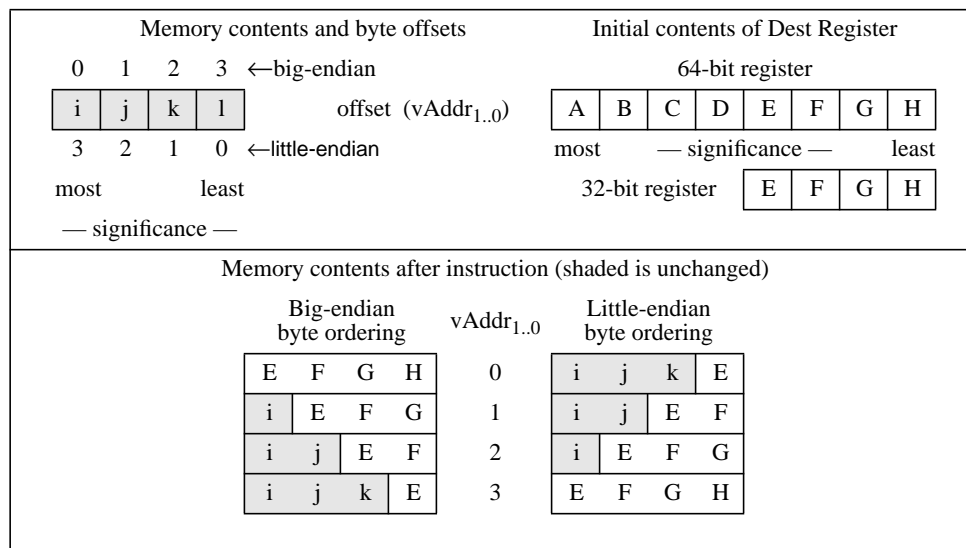 Memory contents and byte offsets
Initial contents of Dest Register
0 1 2 3 ←big-endian
64-bit register
i j k l
offset (vAddr1..0)
A B C D E F G H
3 2 1 0 ←little-endian
most — significance — least
most least
32-bit register E F G H
— significance —
Memory contents after instruction (shaded is unchanged)
Big-endian
byte ordering
vAddr1..0
Little-endian
byte ordering
E F G H 0 i j k E
i E F G 1 i j E F
i j E F 2 i E F G
i j k E 3 E F G H